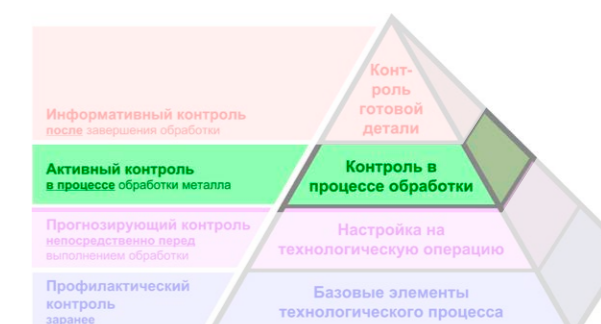 Конт-
роль
готовой
детали
Информативный контроль
после завершения обработки
Активный контроль
в процессе обработки металла
Контроль в
процессе обработки
Прогнозирующий контроль
непосредственно перед
выполнением обработки
Настройка на
технологическую операцию
Профилактический
контроль
заранее
Базовые элементы
технологического процесса